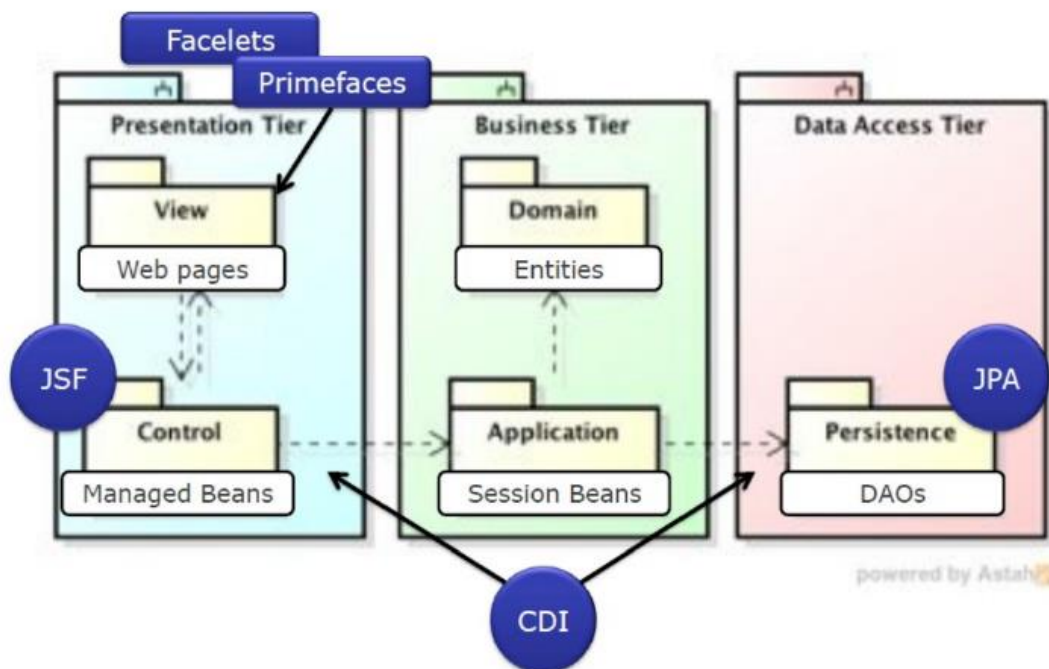 Facelets
Primefaces
Presentation Tier
Business Tier
Data Access Tier
View
Domain
Web pages
Entities
JSF
JPA
Control
Application
Persistence
Managed Beans
Session Beans
DAOs
CDI
powered by Astah